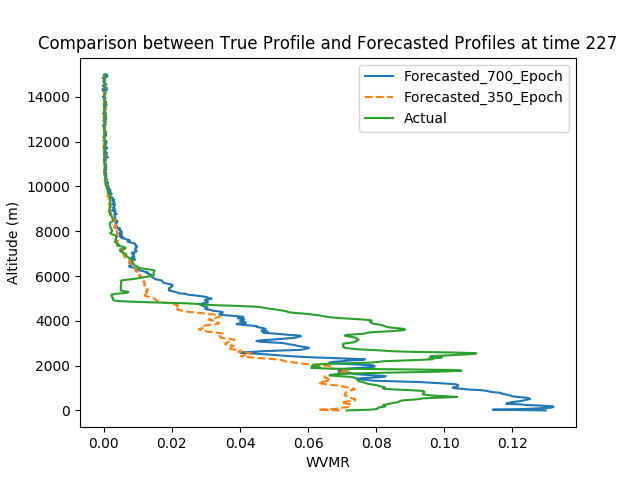 Comparison between True Profile and Forecasted Profiles at time 227
Forecasted_700_Epoch
Forecasted_350_Epoch
Actual
14000
12000
10000
8000
6000
4000
2000
0
Altitude (m)
0.00 0.02 0.04 0.06 0.08 0.10 0.12
WVMR